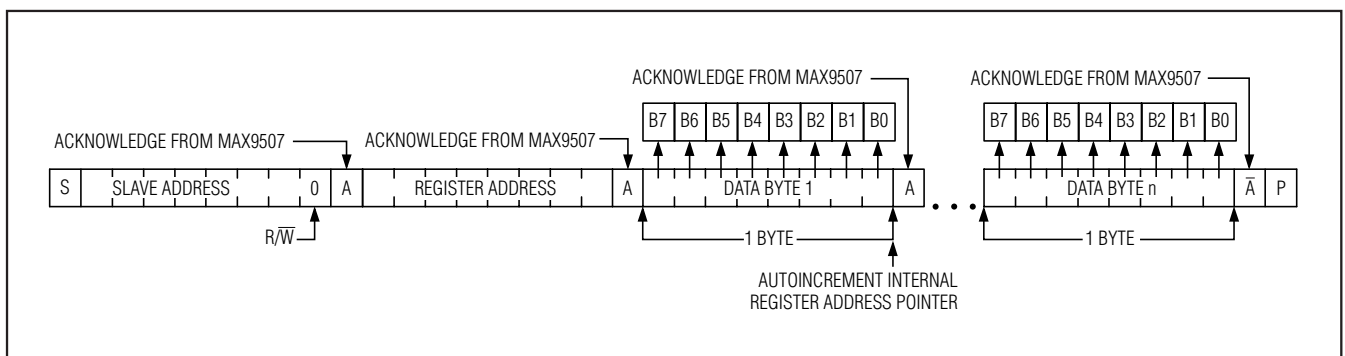 ACKNOWLEDGE FROM MAX9507
ACKNOWLEDGE FROM MAX9507
B7 B6 B5 B4 B3 B2 B1 B0
B7 B6 B5 B4 B3 B2 B1 B0
ACKNOWLEDGE FROM MAX9507
ACKNOWLEDGE FROM MAX9507
S SLAVE ADDRESS 0 A REGISTER ADDRESS A DATA BYTE 1 A • • • DATA BYTE n A̅ P
R/W̅
1 BYTE
1 BYTE
AUTOINCREMENT INTERNAL
REGISTER ADDRESS POINTER